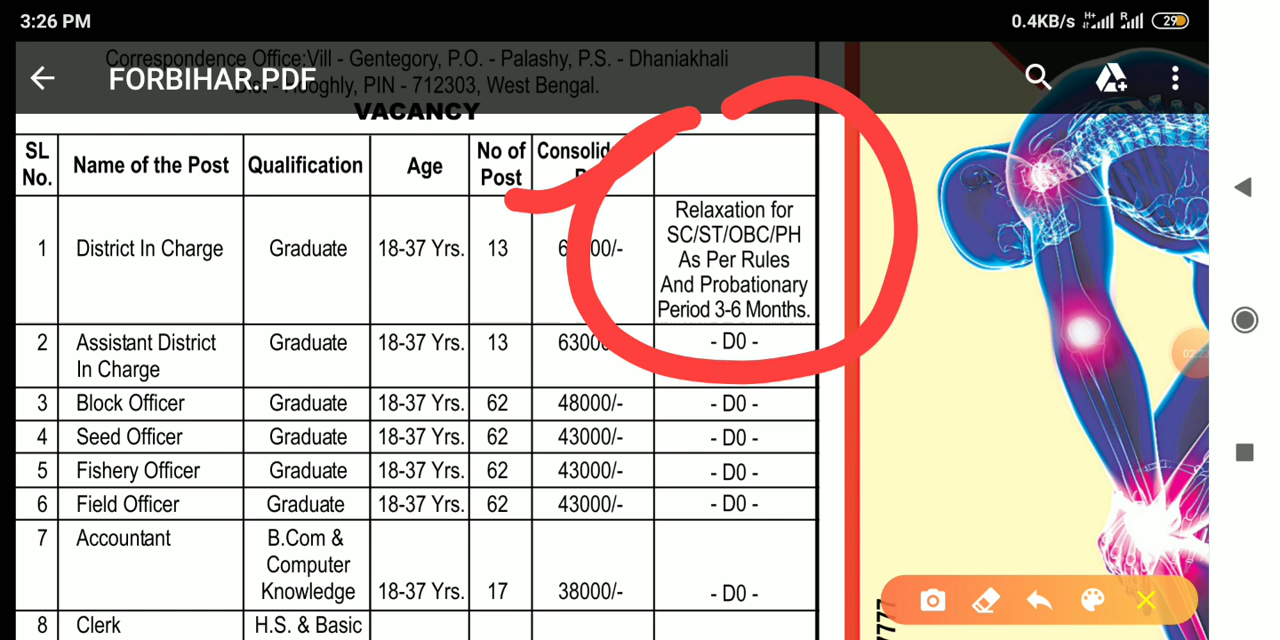 3:26 PM
0.4KB/s H+ R 29
Correspondence Office:Vill - Gentegory, P.O. - Palashy, P.S. - Dhaniakhali
FORBIHAR.PDF
Dist - Hooghly, PIN - 712303, West Bengal.
VACANCY
SL No. Name of the Post Qualification Age No of Post
Relaxation for
SC/ST/OBC/PH
As Per Rules
And Probationary
Period 3-6 Months.
1 District In Charge Graduate 18-37 Yrs. 13
2 Assistant District In Charge Graduate 18-37 Yrs. 13 - D0 -
3 Block Officer Graduate 18-37 Yrs. 62 48000/- - D0 -
4 Seed Officer Graduate 18-37 Yrs. 62 43000/- - D0 -
5 Fishery Officer Graduate 18-37 Yrs. 62 43000/- - D0 -
6 Field Officer Graduate 18-37 Yrs. 62 43000/- - D0 -
7 Accountant B.Com & Computer Knowledge 18-37 Yrs. 17 38000/- - D0 -
8 Clerk H.S. & Basic